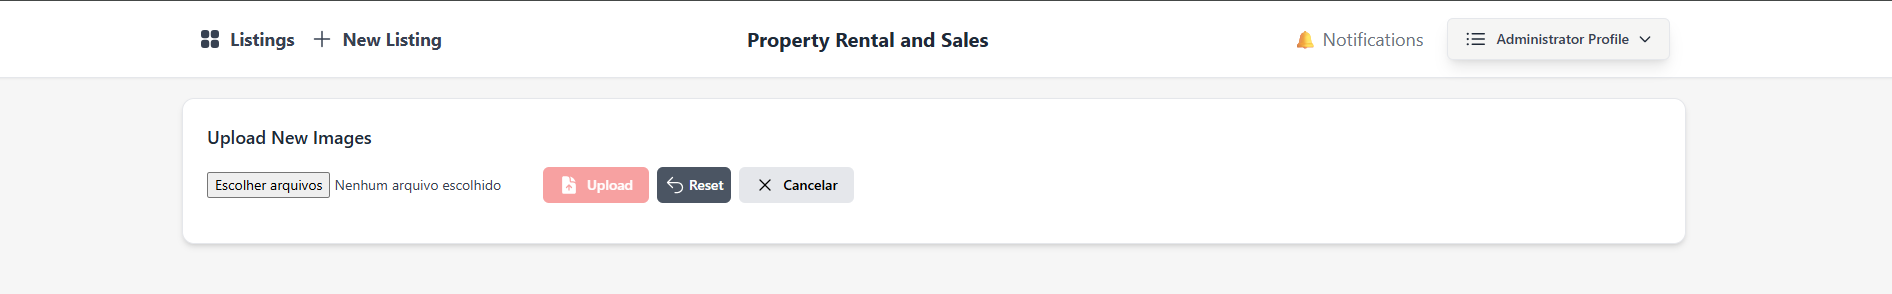 Listings New Listing Property Rental and Sales Notifications Administrator Profile
Upload New Images
Escolher arquivos Nenhum arquivo escolhido Upload Reset Cancelar